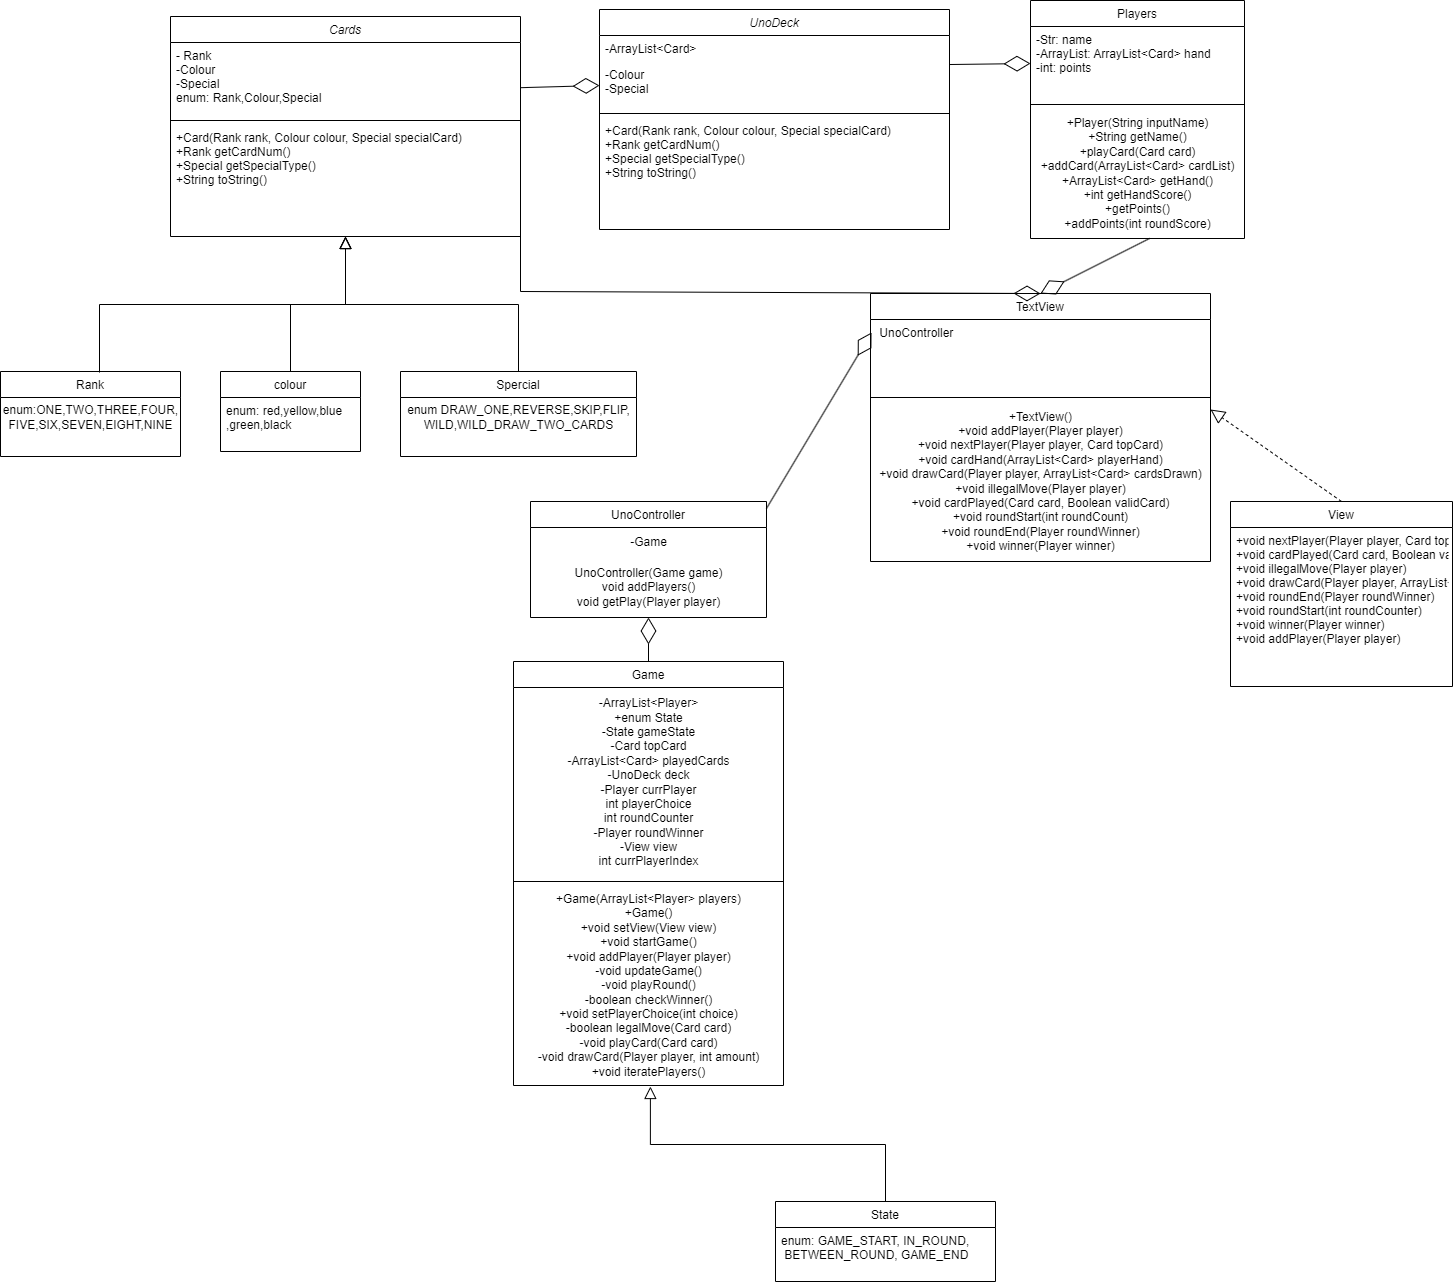 Cards
- Rank
-Colour
-Special
enum: Rank,Colour,Special
+Card(Rank rank, Colour colour, Special specialCard)
+Rank getCardNum()
+Special getSpecialType()
+String toString()
UnoDeck
-ArrayList<Card>
-Colour
-Special
+Card(Rank rank, Colour colour, Special specialCard)
+Rank getCardNum()
+Special getSpecialType()
+String toString()
Players
-Str: name
-ArrayList: ArrayList<Card> hand
-int: points
+Player(String inputName)
+String getName()
+playCard(Card card)
+addCard(ArrayList<Card> cardList)
+ArrayList<Card> getHand()
+int getHandScore()
+getPoints()
+addPoints(int roundScore)
Rank
enum:ONE,TWO,THREE,FOUR,
FIVE,SIX,SEVEN,EIGHT,NINE
colour
enum: red,yellow,blue
,green,black
Spercial
enum DRAW_ONE,REVERSE,SKIP,FLIP,
WILD,WILD_DRAW_TWO_CARDS
TextView
UnoController
+TextView()
+void addPlayer(Player player)
+void nextPlayer(Player player, Card topCard)
+void cardHand(ArrayList<Card> playerHand)
+void drawCard(Player player, ArrayList<Card> cardsDrawn)
+void illegalMove(Player player)
+void cardPlayed(Card card, Boolean validCard)
+void roundStart(int roundCount)
+void roundEnd(Player roundWinner)
+void winner(Player winner)
View
+void nextPlayer(Player player, Card top
+void cardPlayed(Card card, Boolean va
+void illegalMove(Player player)
+void drawCard(Player player, ArrayList
+void roundEnd(Player roundWinner)
+void roundStart(int roundCounter)
+void winner(Player winner)
+void addPlayer(Player player)
UnoController
-Game
UnoController(Game game)
void addPlayers()
void getPlay(Player player)
Game
-ArrayList<Player>
+enum State
-State gameState
-Card topCard
-ArrayList<Card> playedCards
-UnoDeck deck
-Player currPlayer
int playerChoice
int roundCounter
-Player roundWinner
-View view
int currPlayerIndex
+Game(ArrayList<Player> players)
+Game()
+void setView(View view)
+void startGame()
+void addPlayer(Player player)
-void updateGame()
-void playRound()
-boolean checkWinner()
+void setPlayerChoice(int choice)
-boolean legalMove(Card card)
-void playCard(Card card)
-void drawCard(Player player, int amount)
+void iteratePlayers()
State
enum: GAME_START, IN_ROUND,
BETWEEN_ROUND, GAME_END